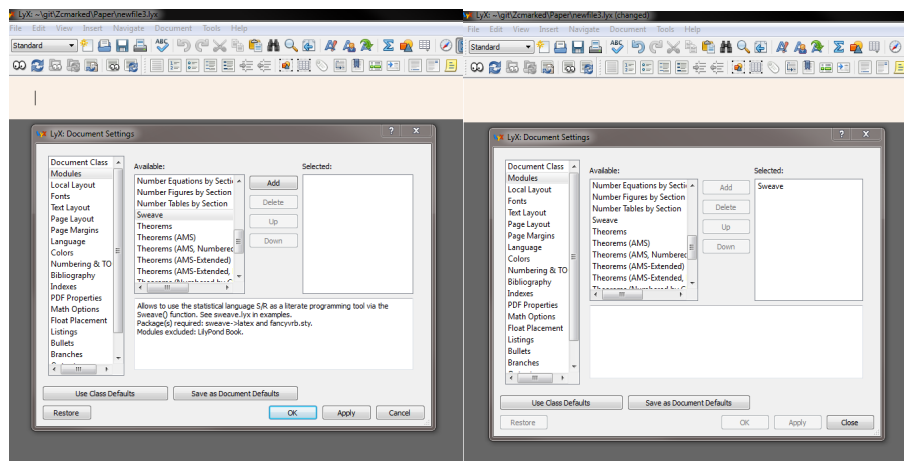 LyX: ~\git\Zcmarked\Paper\newfile3.lyx
File Edit View Insert Navigate Document Tools Help
Standard
ABC
LyX: Document Settings
Document Class
Modules
Local Layout
Fonts
Text Layout
Page Layout
Page Margins
Language
Colors
Numbering & TO
Bibliography
Indexes
PDF Properties
Math Options
Float Placement
Listings
Bullets
Branches
Available:
Number Equations by Secti
Number Figures by Section
Number Tables by Section
Sweave
Theorems
Theorems (AMS)
Theorems (AMS, Numberec
Theorems (AMS-Extended)
Theorems (AMS-Extended,
Add
Delete
Up
Down
Selected:
Allows to use the statistical language S/R as a literate programming tool via the
Sweave() function. See sweave.lyx in examples.
Package(s) required: sweave->latex and fancyvrb.sty.
Modules excluded: LilyPond Book.
Use Class Defaults
Save as Document Defaults
Restore
OK
Apply
Cancel
LyX: ~\git\Zcmarked\Paper\newfile3.lyx (changed)
File Edit View Insert Navigate Document Tools Help
Standard
ABC
LyX: Document Settings
Document Class
Modules
Local Layout
Fonts
Text Layout
Page Layout
Page Margins
Language
Colors
Numbering & TO
Bibliography
Indexes
PDF Properties
Math Options
Float Placement
Listings
Bullets
Branches
Available:
Number Equations by Secti
Number Figures by Section
Number Tables by Section
Sweave
Theorems
Theorems (AMS)
Theorems (AMS, Numberec
Theorems (AMS-Extended)
Theorems (AMS-Extended,
Add
Delete
Up
Down
Selected:
Sweave
Use Class Defaults
Save as Document Defaults
Restore
OK
Apply
Close